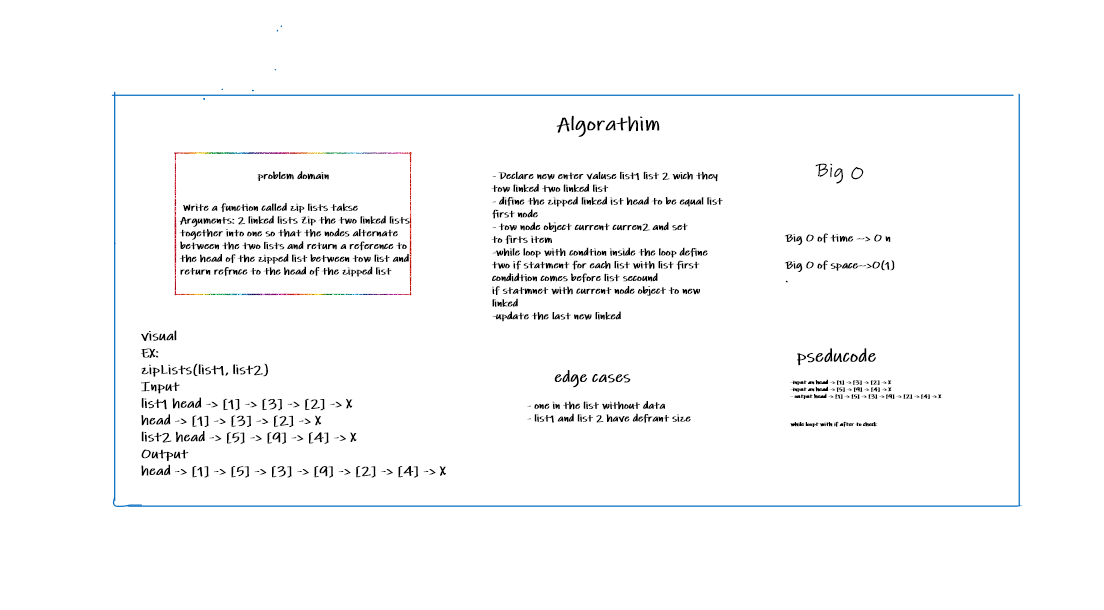 problem domain
Write a function called zip lists takse
Arguments: 2 linked lists Zip the two linked lists
together into one so that the nodes alternate
between the two lists and return a reference to
the head of the zipped list between tow list and
return refrnce to the head of the zipped list
visual
EX:
zipLists(list1, list2)
Input
list1 head -> [1] -> [3] -> [2] -> X
head -> [1] -> [3] -> [2] -> X
list2 head -> [5] -> [9] -> [4] -> X
Output
head -> [1] -> [5] -> [3] -> [9] -> [2] -> [4] -> X
Algorathim
- Declare new enter valuse list1 list 2 wich they
tow linked two linked list
- difine the zipped linked ist head to be equal list
first node
- tow node object current curren2 and set
to firts item
-while loop with condtion inside the loop define
two if statment for each list with list first
condidtion comes before list secound
if statmnet with current node object to new
linked
-update the last new linked
edge cases
- one in the list without data
- list1 and list 2 have defrant size
Big O
Big O of time --> O n
Big O of space-->O(1)
.
pseducode
-input an head -> [1] -> [3] -> [2] -> X
-input an head -> [5] -> [9] -> [4] -> X
- output head -> [1] -> [5] -> [3] -> [9] -> [2] -> [4] -> X
while loopt with if after to check